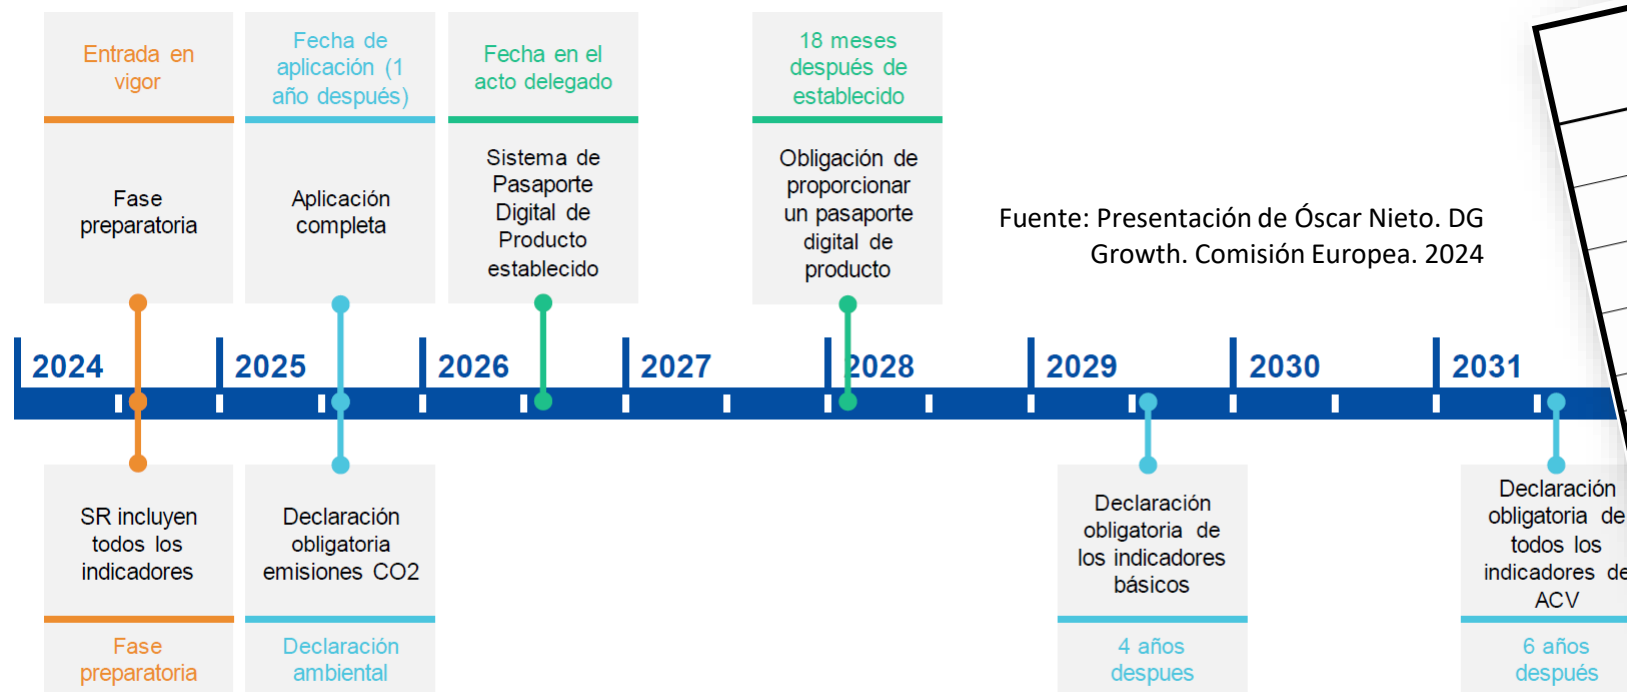 Entrada en
vigor
Fecha de
aplicación (1
año después)
Fecha en el
acto delegado
18 meses
después de
establecido
Fase
preparatoria
Aplicación
completa
Sistema de
Pasaporte
Digital de
Producto
establecido
Obligación de
proporcionar
un pasaporte
digital de
producto
Fuente: Presentación de Óscar Nieto. DG
Growth. Comisión Europea. 2024
2024
2025
2026
2027
2028
2029
2030
2031
SR incluyen
todos los
indicadores
Declaración
obligatoria
emisiones CO2
Declaración
obligatoria de
los indicadores
básicos
Declaración
obligatoria de
todos los
indicadores de
ACV
Fase
preparatoria
Declaración
ambiental
4 años
despues
6 años
después